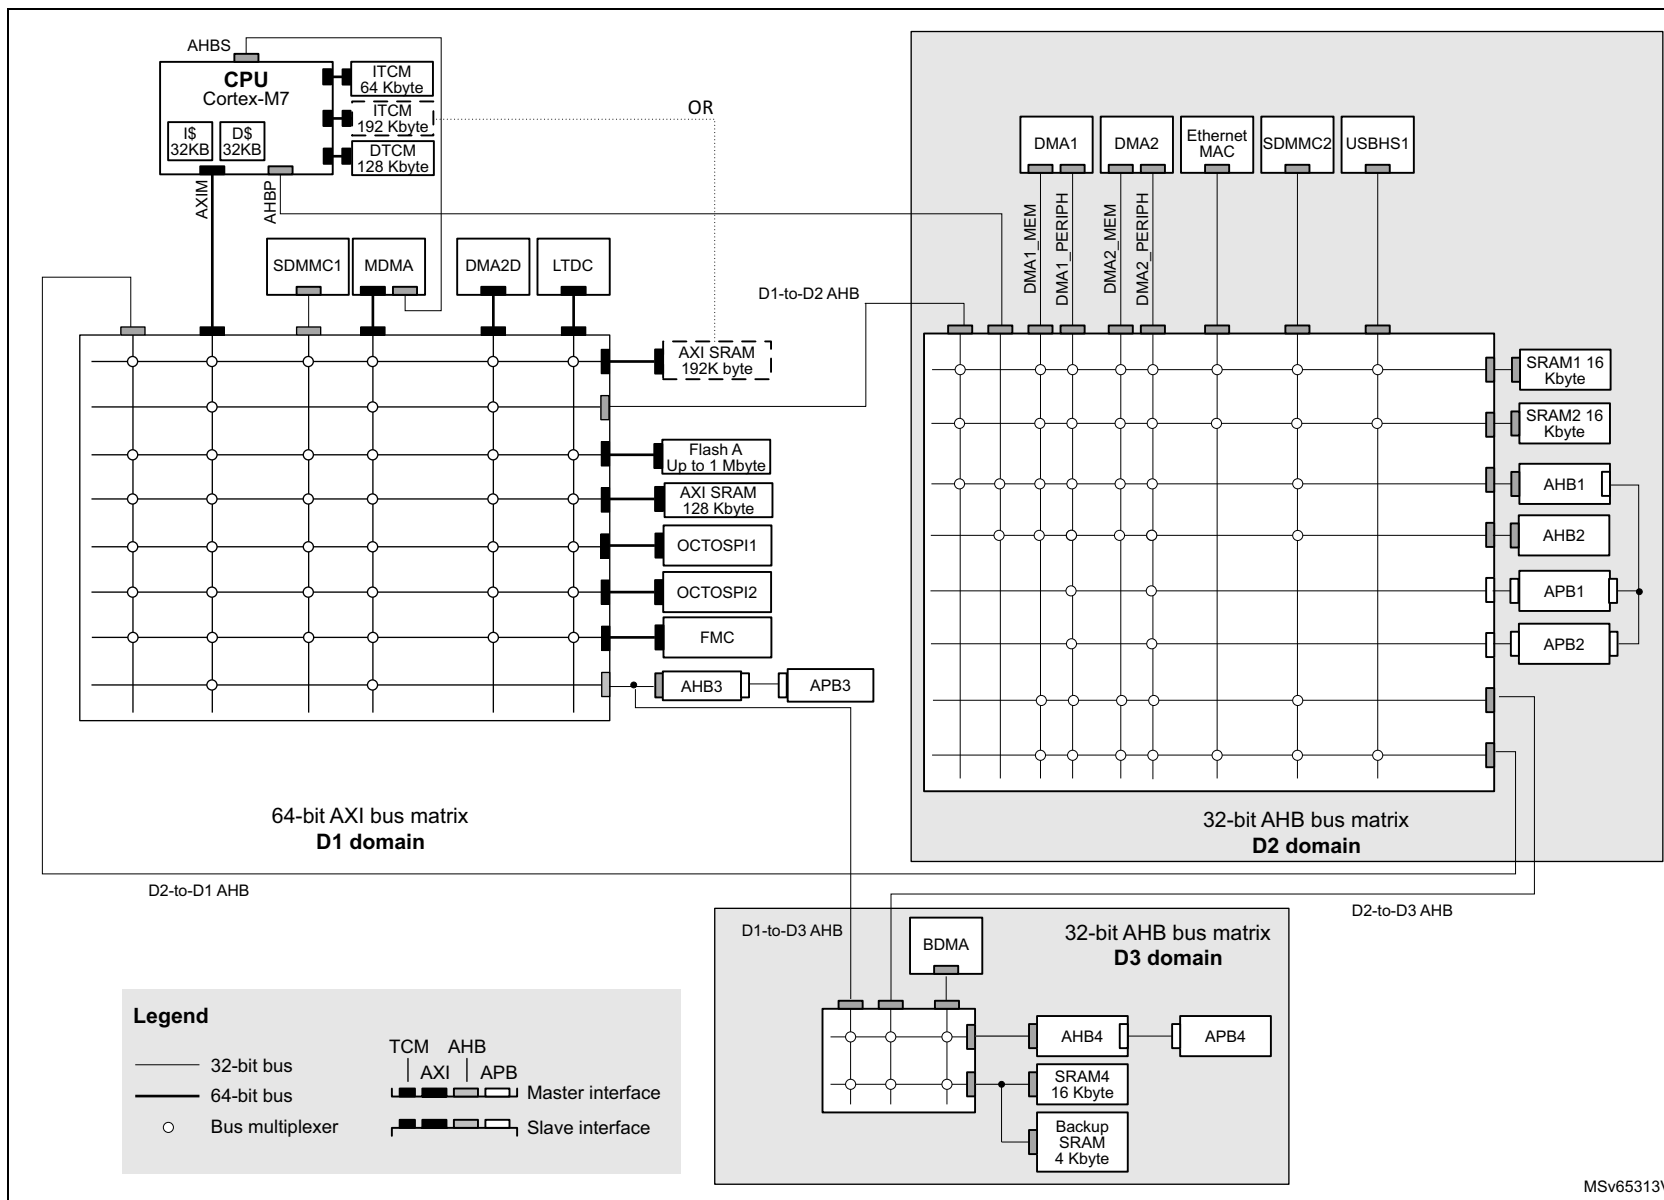 AHBS
CPU
Cortex-M7
I$
32KB
D$
32KB
ITCM
64 Kbyte
ITCM
192 Kbyte
DTCM
128 Kbyte
OR
AXIM
AHBP
SDMMC1
MDMA
DMA2D
LTDC
D1-to-D2 AHB
DMA1
DMA2
Ethernet
MAC
SDMMC2
USBHS1
DMA1_MEM
DMA1_PERIPH
DMA2_MEM
DMA2_PERIPH
AXI SRAM
192K byte
Flash A
Up to 1 Mbyte
AXI SRAM
128 Kbyte
OCTOSPI1
OCTOSPI2
FMC
AHB3
APB3
SRAM1 16
Kbyte
SRAM2 16
Kbyte
AHB1
AHB2
APB1
APB2
64-bit AXI bus matrix
D1 domain
32-bit AHB bus matrix
D2 domain
D2-to-D1 AHB
D2-to-D3 AHB
D1-to-D3 AHB
BDMA
32-bit AHB bus matrix
D3 domain
AHB4
APB4
SRAM4
16 Kbyte
Backup
SRAM
4 Kbyte
Legend
32-bit bus
64-bit bus
Bus multiplexer
TCM
AHB
AXI
APB
Master interface
Slave interface